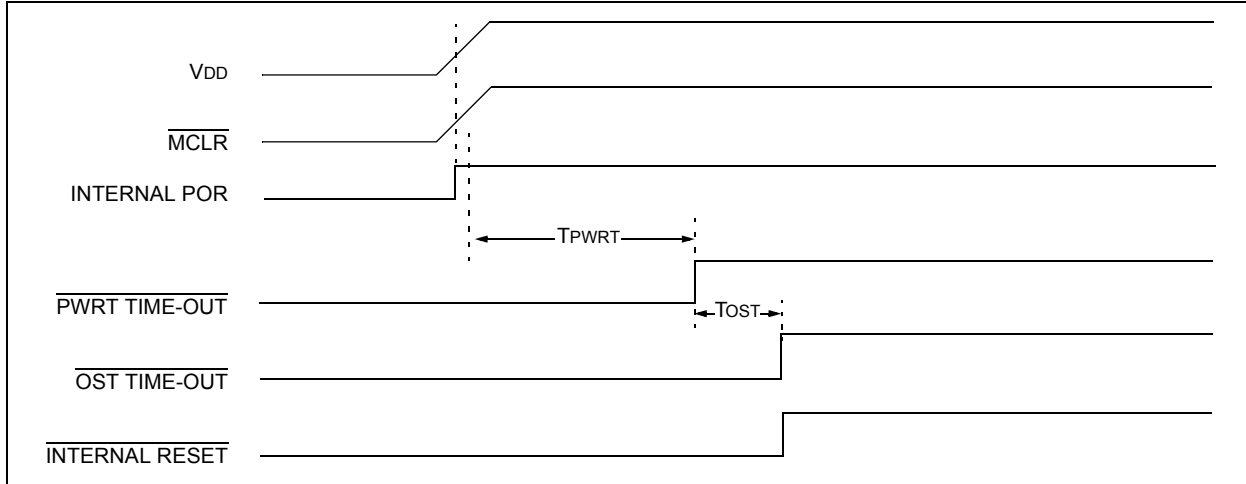 VDD
MCLR
INTERNAL POR
TPWRT
PWRT TIME-OUT
TOST
OST TIME-OUT
INTERNAL RESET